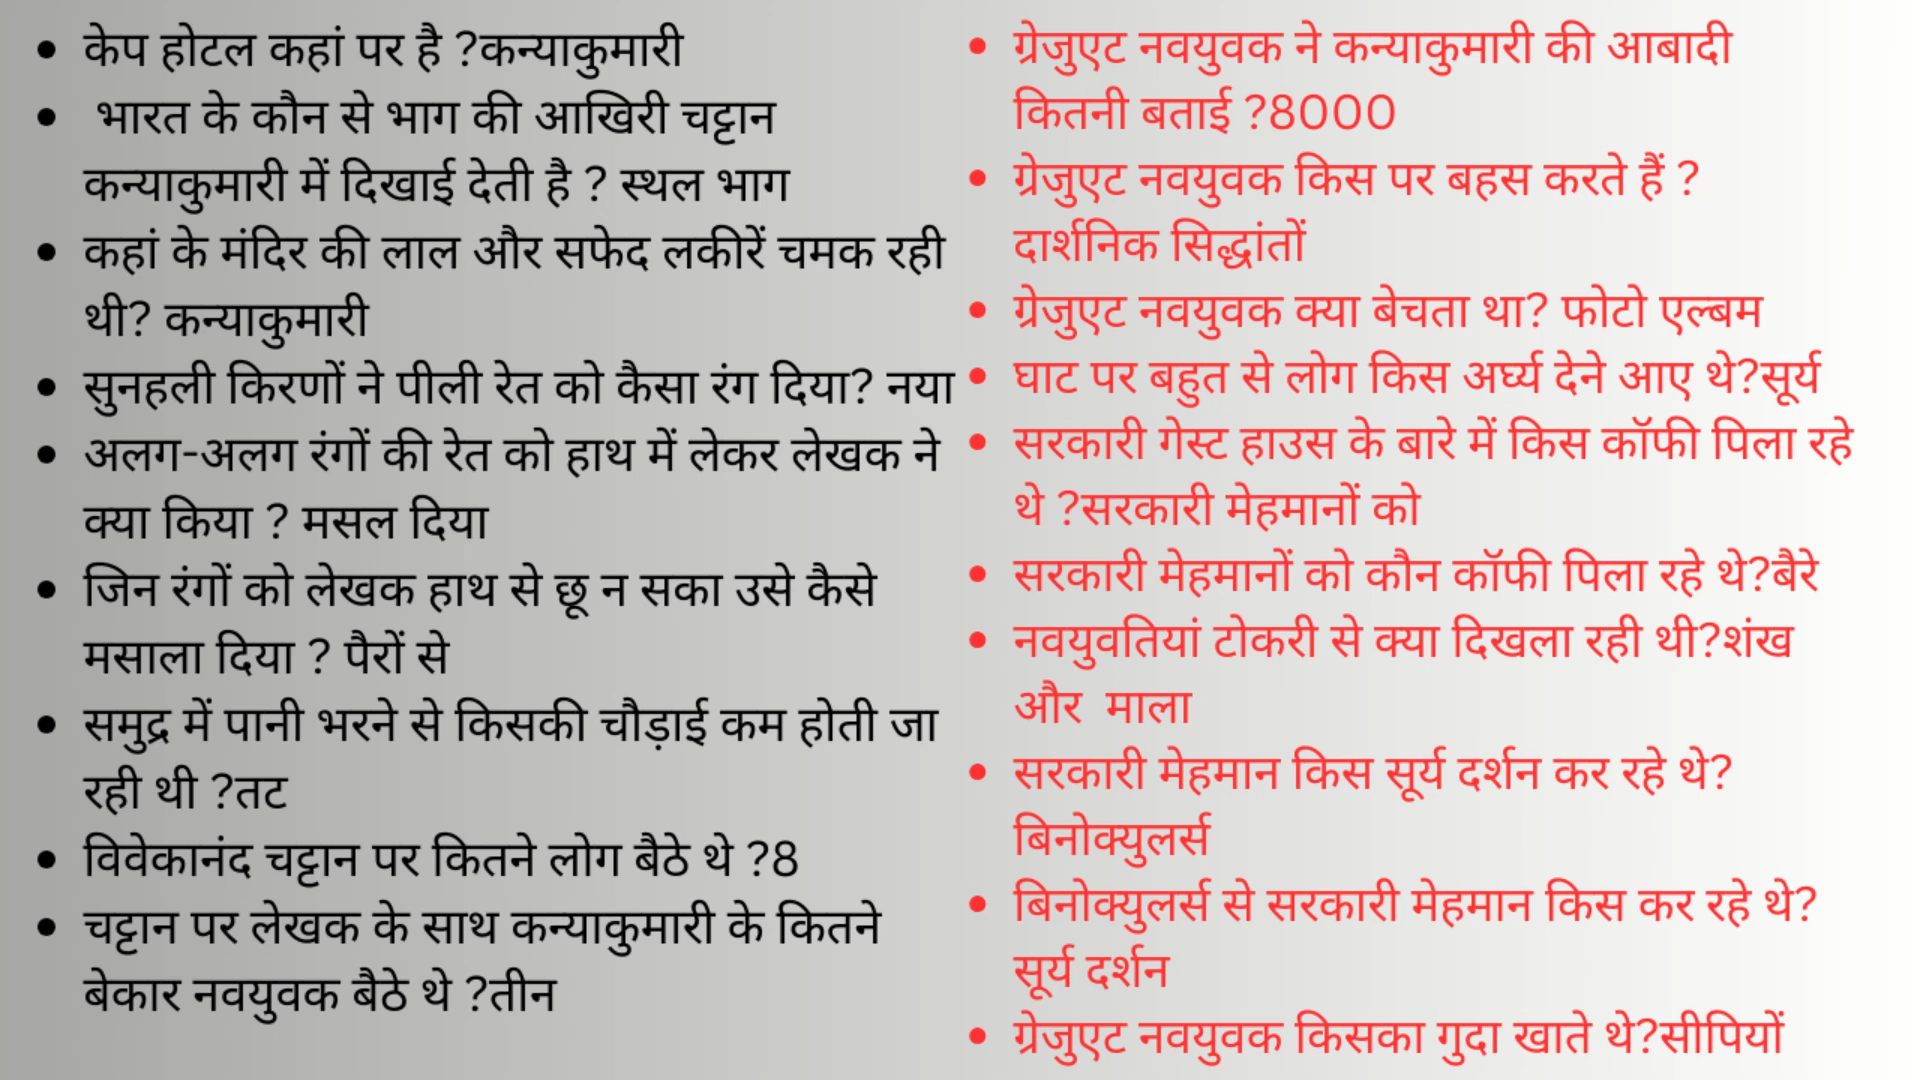 केप होटल कहां पर है ?कन्याकुमारी
भारत के कौन से भाग की आखिरी चट्टान
कन्याकुमारी में दिखाई देती है ? स्थल भाग
कहां के मंदिर की लाल और सफेद लकीरें चमक रही
थी? कन्याकुमारी
सुनहली किरणों ने पीली रेत को कैसा रंग दिया? नया
अलग-अलग रंगों की रेत को हाथ में लेकर लेखक ने
क्या किया ? मसल दिया
जिन रंगों को लेखक हाथ से छू न सका उसे कैसे
मसाला दिया ? पैरों से
समुद्र में पानी भरने से किसकी चौड़ाई कम होती जा
रही थी ?तट
विवेकानंद चट्टान पर कितने लोग बैठे थे ?8
चट्टान पर लेखक के साथ कन्याकुमारी के कितने
बेकार नवयुवक बैठे थे ?तीन
ग्रेजुएट नवयुवक ने कन्याकुमारी की आबादी
कितनी बताई ?8000
ग्रेजुएट नवयुवक किस पर बहस करते हैं ?
दार्शनिक सिद्धांतों
ग्रेजुएट नवयुवक क्या बेचता था? फोटो एल्बम
घाट पर बहुत से लोग किस अर्घ्य देने आए थे?सूर्य
सरकारी गेस्ट हाउस के बारे में किस कॉफी पिला रहे
थे ?सरकारी मेहमानों को
सरकारी मेहमानों को कौन कॉफी पिला रहे थे?बैरे
नवयुवतियां टोकरी से क्या दिखला रही थी?शंख
और माला
सरकारी मेहमान किस सूर्य दर्शन कर रहे थे?
बिनोक्युलर्स
बिनोक्युलर्स से सरकारी मेहमान किस कर रहे थे?
सूर्य दर्शन
ग्रेजुएट नवयुवक किसका गुदा खाते थे?सीपियों